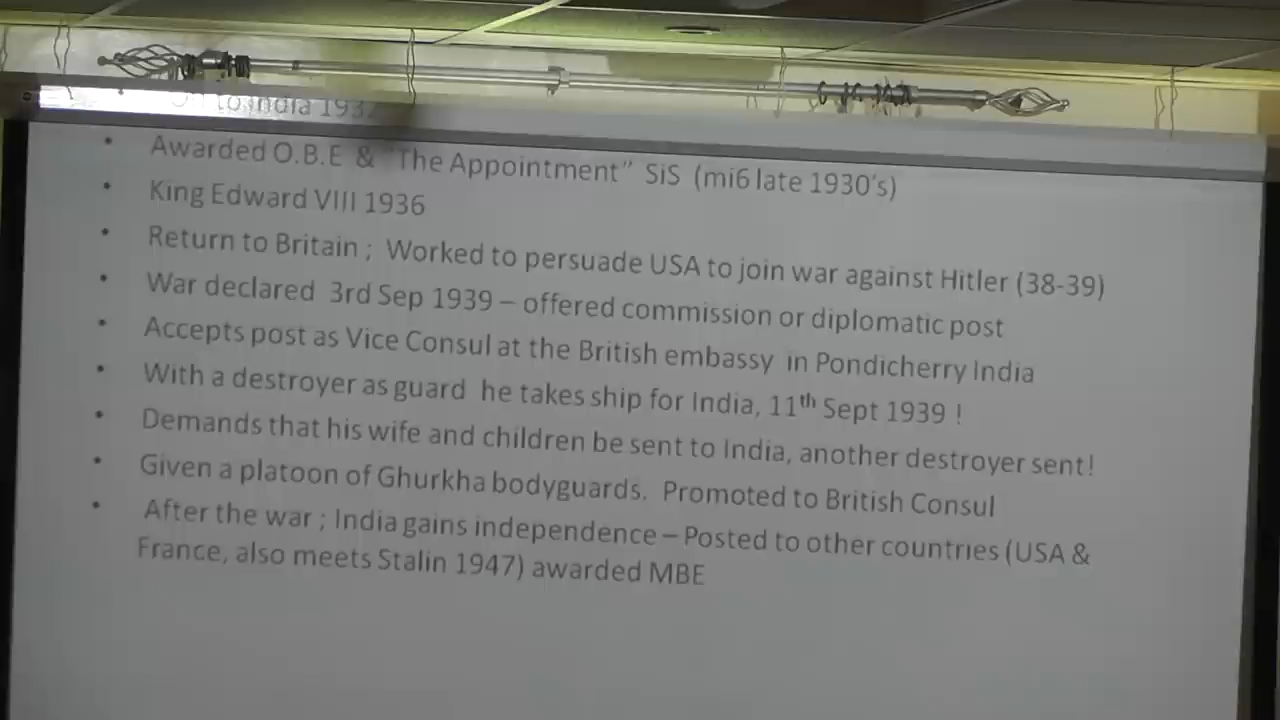 to India 1937
• Awarded O.B.E & "The Appointment" SiS (mi6 late 1930's)
• King Edward VIII 1936
• Return to Britain ; Worked to persuade USA to join war against Hitler (38-39)
• War declared 3rd Sep 1939 – offered commission or diplomatic post
• Accepts post as Vice Consul at the British embassy in Pondicherry India
• With a destroyer as guard he takes ship for India, 11th Sept 1939 !
• Demands that his wife and children be sent to India, another destroyer sent!
• Given a platoon of Ghurkha bodyguards. Promoted to British Consul
• After the war ; India gains independence – Posted to other countries (USA &
France, also meets Stalin 1947) awarded MBE